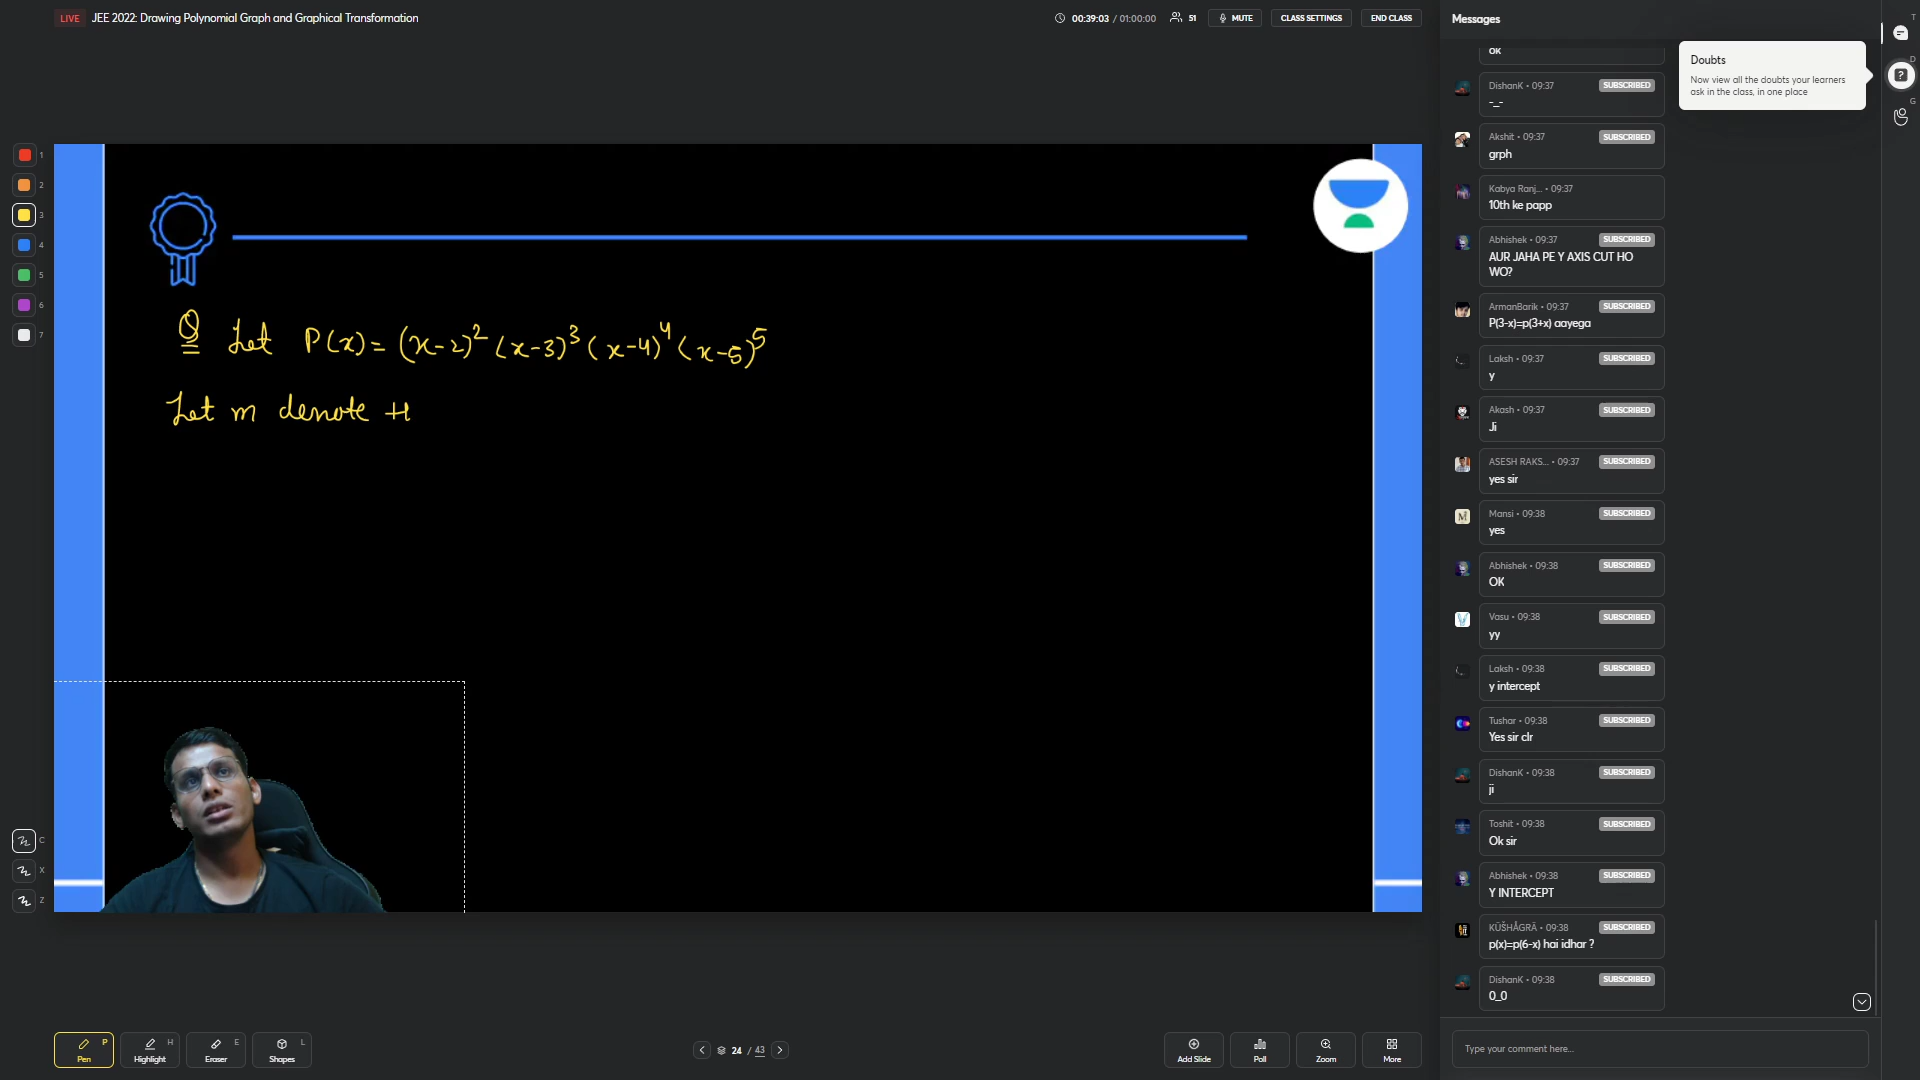 LIVE JEE 2022: Drawing Polynomial Graph and Graphical Transformation
00:39:03 / 01:00:00 51 MUTE CLASS SETTINGS END CLASS
1
2
3
4
5
6
7
Q Let P(x) = (x-2)² (x-3)³ (x-4)⁴ (x-5)⁵
Let m denote
C
X
Z
Pen P
Highlight H
Eraser E
Shapes L
24 / 43
Add Slide
Poll
Zoom
More
Messages
OK
DishanK • 09:37 SUBSCRIBED
-_-
Akshit • 09:37 SUBSCRIBED
grph
Kabya Ranj... • 09:37
10th ke papp
Abhishek • 09:37 SUBSCRIBED
AUR JAHA PE Y AXIS CUT HO
WO?
ArmanBarik • 09:37 SUBSCRIBED
P(3-x)=p(3+x) aayega
Laksh • 09:37 SUBSCRIBED
y
Akash • 09:37 SUBSCRIBED
Ji
ASESH RAKS... • 09:37 SUBSCRIBED
yes sir
Mansi • 09:38 SUBSCRIBED
yes
Abhishek • 09:38 SUBSCRIBED
OK
Vasu • 09:38 SUBSCRIBED
yy
Laksh • 09:38 SUBSCRIBED
y intercept
Tushar • 09:38 SUBSCRIBED
Yes sir clr
DishanK • 09:38 SUBSCRIBED
ji
Toshit • 09:38 SUBSCRIBED
Ok sir
Abhishek • 09:38 SUBSCRIBED
Y INTERCEPT
KÜŠHÅGRÄ • 09:38 SUBSCRIBED
p(x)=p(6-x) hai idhar ?
DishanK • 09:38 SUBSCRIBED
0_0
Type your comment here...
Doubts
Now view all the doubts your learners
ask in the class, in one place
T
D
G